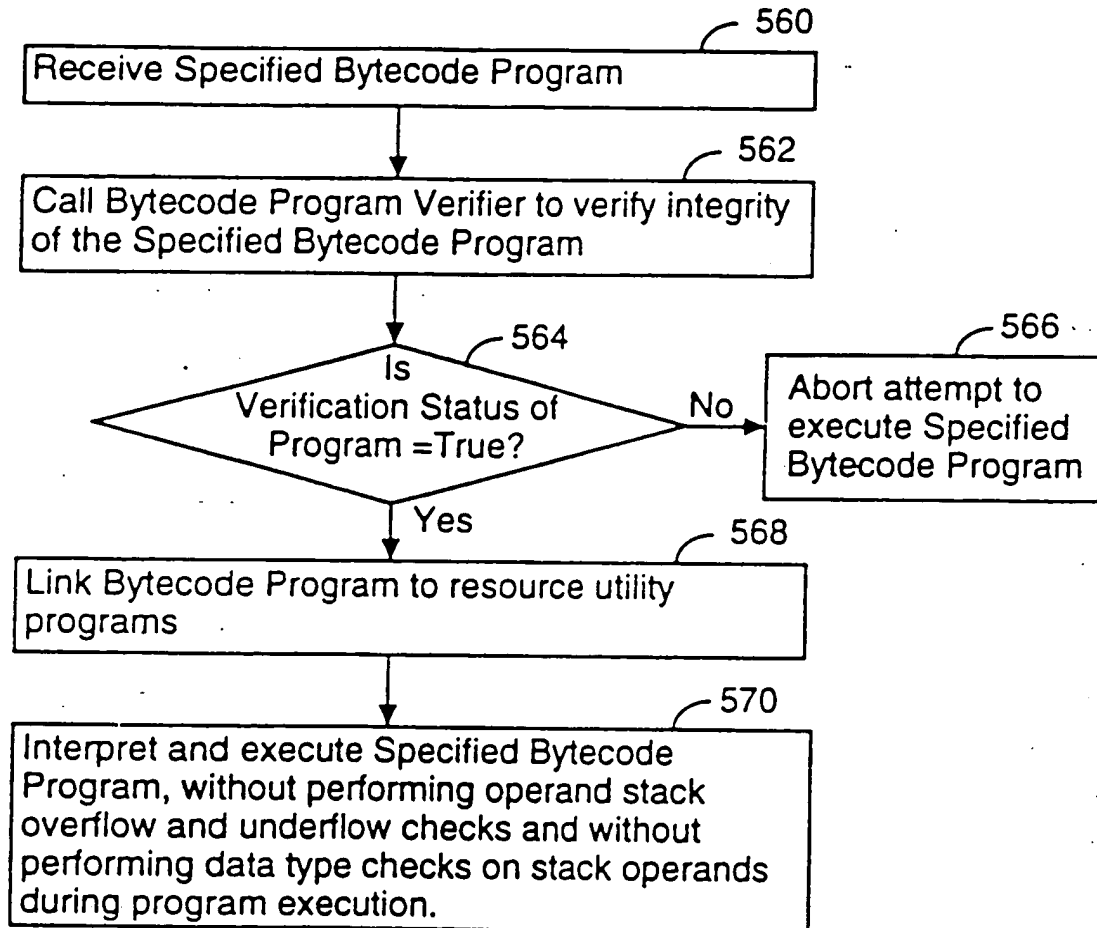 560
Receive Specified Bytecode Program
562
Call Bytecode Program Verifier to verify integrity
of the Specified Bytecode Program
564
Is
Verification Status of
Program =True?
No
566
Abort attempt to
execute Specified
Bytecode Program
Yes
568
Link Bytecode Program to resource utility
programs
570
Interpret and execute Specified Bytecode
Program, without performing operand stack
overflow and underflow checks and without
performing data type checks on stack operands
during program execution.